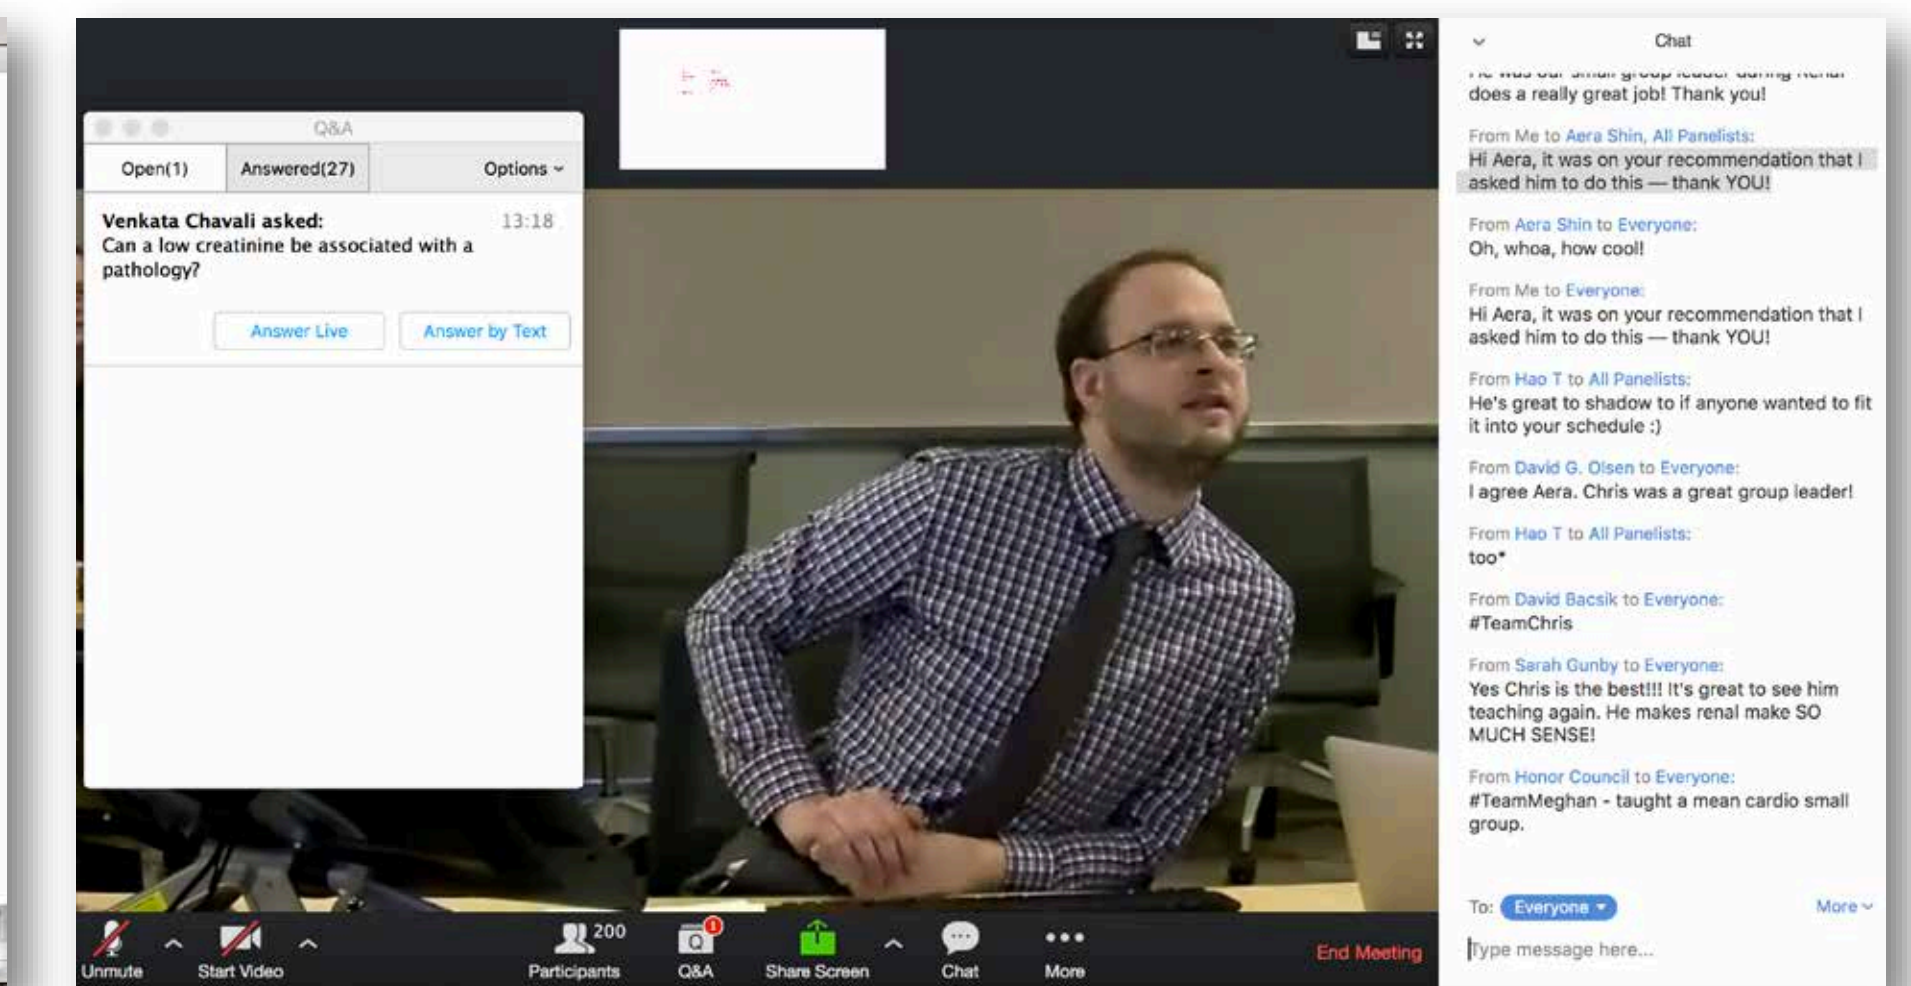 Q&A
Open(1)
Answered(27)
Options
Venkata Chavali asked:
13:18
Can a low creatinine be associated with a
pathology?
Answer Live
Answer by Text
Unmute
Start Video
200
Participants
Q
1
Q&A
Share Screen
Chat
More
End Meeting
Chat
He was our small group leader during Renal
does a really great job! Thank you!
From Me to Aera Shin, All Panelists:
Hi Aera, it was on your recommendation that I
asked him to do this — thank YOU!
From Aera Shin to Everyone:
Oh, whoa, how cool!
From Me to Everyone:
Hi Aera, it was on your recommendation that I
asked him to do this — thank YOU!
From Hao T to All Panelists:
He's great to shadow to if anyone wanted to fit
it into your schedule :)
From David G. Olsen to Everyone:
I agree Aera. Chris was a great group leader!
From Hao T to All Panelists:
too*
From David Bacsik to Everyone:
#TeamChris
From Sarah Gunby to Everyone:
Yes Chris is the best!!! It's great to see him
teaching again. He makes renal make SO
MUCH SENSE!
From Honor Council to Everyone:
#TeamMeghan - taught a mean cardio small
group.
To: Everyone
More
Type message here...